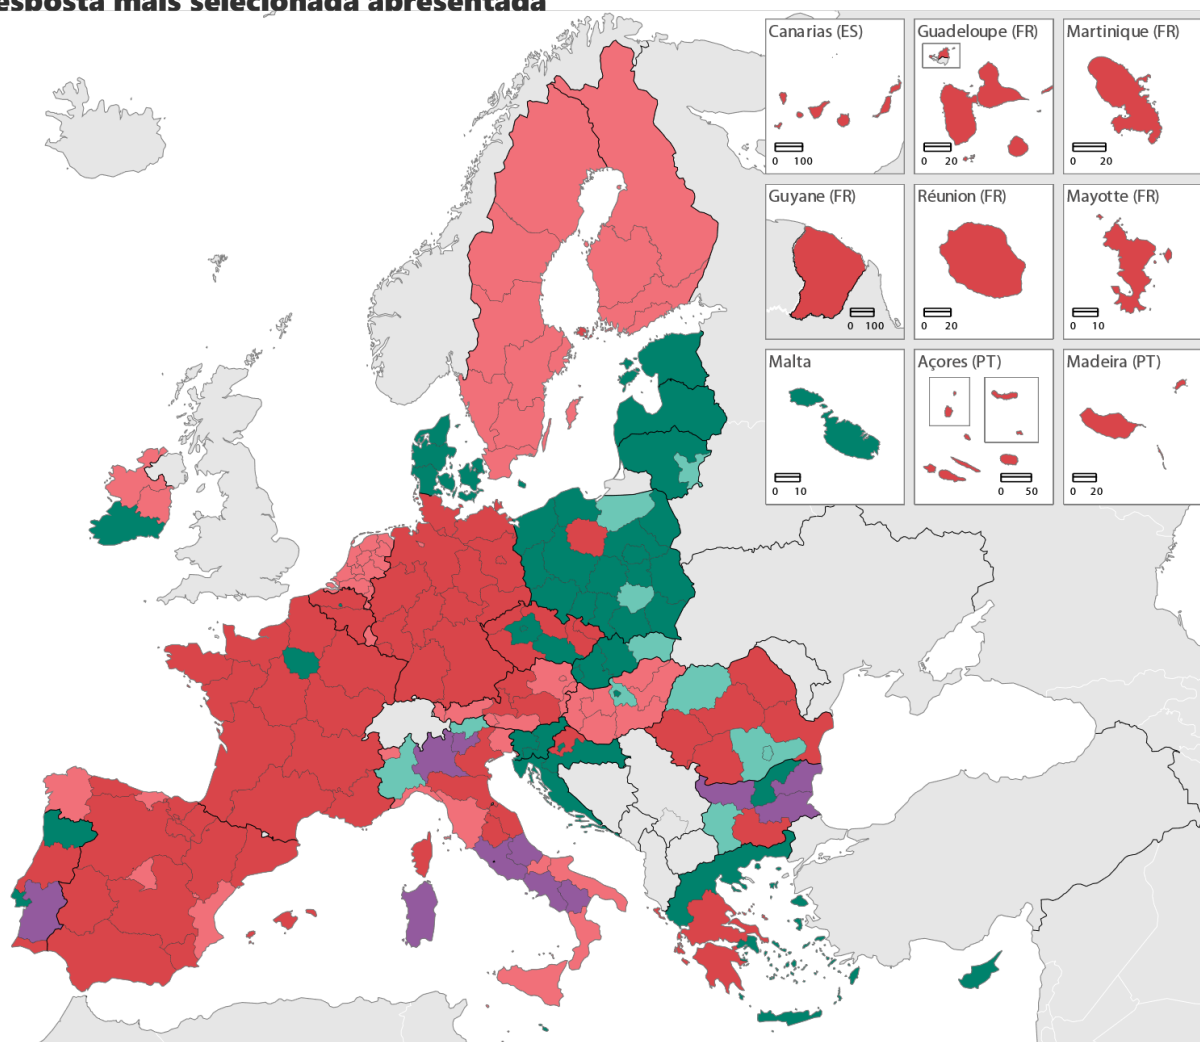 esposta mais selecionada apresentada
Canarias (ES)
0 100
Guadeloupe (FR)
0 20
Martinique (FR)
0 20
Guyane (FR)
0 100
Réunion (FR)
0 20
Mayotte (FR)
0 10
Malta
0 10
Açores (PT)
0 50
Madeira (PT)
0 20